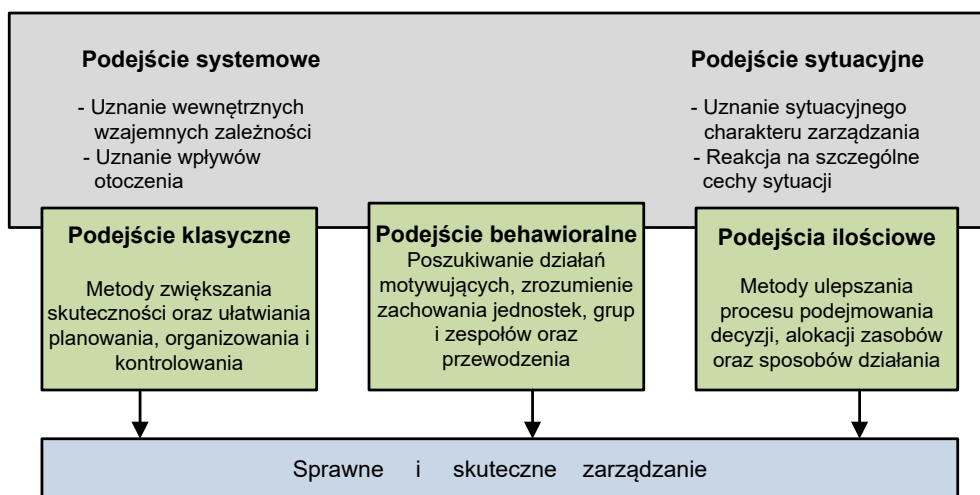 Podejście systemowe
- Uznanie wewnętrznych
wzajemnych zależności
- Uznanie wpływów
otoczenia
Podejście sytuacyjne
- Uznanie sytuacyjnego
charakteru zarządzania
- Reakcja na szczególne
cechy sytuacji
Podejście klasyczne
Metody zwiększania
skuteczności oraz ułatwiania
planowania, organizowania i
kontrolowania
Podejście behawioralne
Poszukiwanie działań
motywujących, zrozumienie
zachowania jednostek, grup
i zespołów oraz
przewodzenia
Podejścia ilościowe
Metody ulepszania
procesu podejmowania
decyzji, alokacji zasobów
oraz sposobów działania
Sprawne i skuteczne zarządzanie